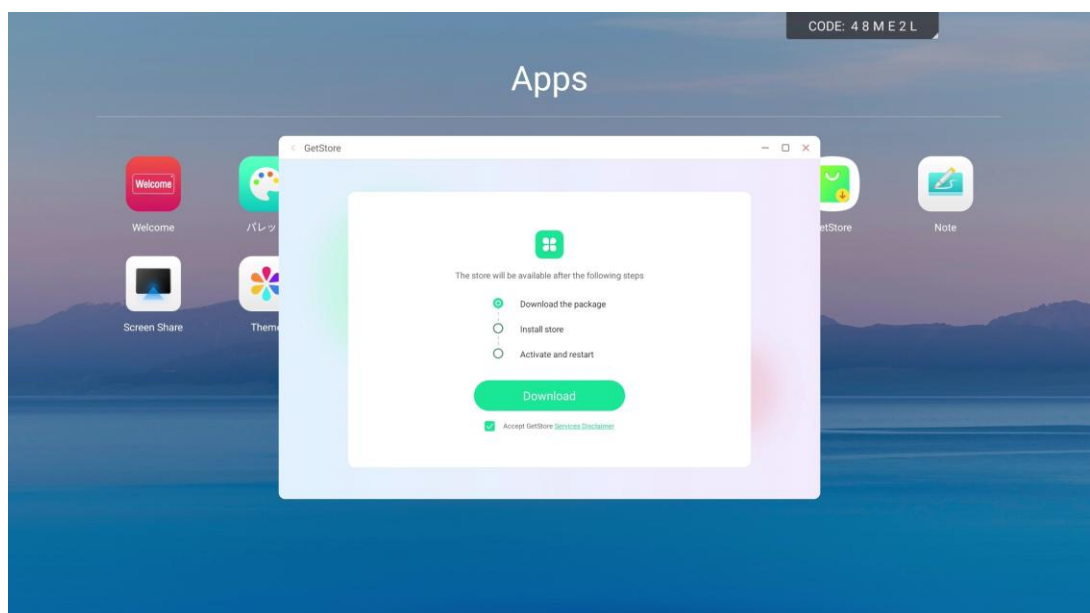 CODE: 4 8 M E 2 L
Apps
GetStore
Welcome
Welcome
パレッ
etStore
Note
The store will be available after the following steps
Download the package
Install store
Activate and restart
Screen Share
Them
Download
Accept GetStore Services Disclaimer